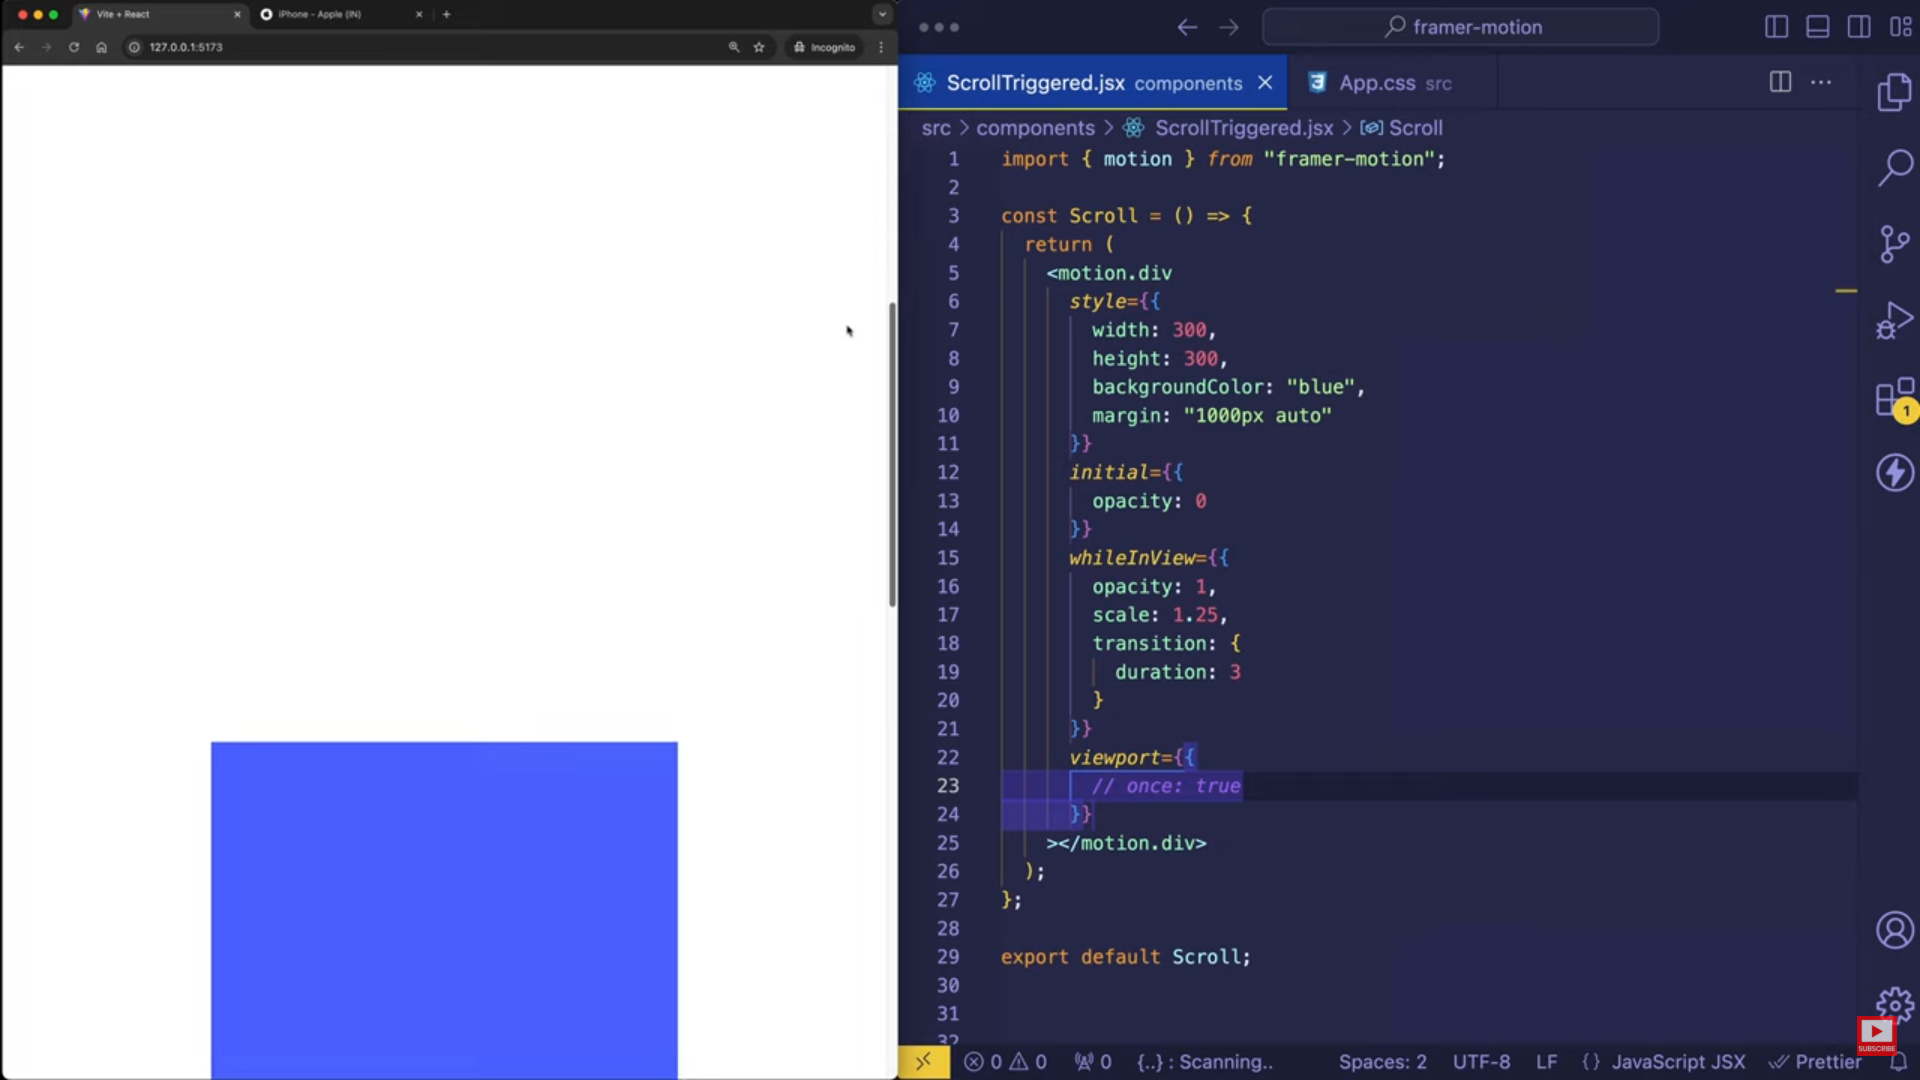 Vite + React
iPhone - Apple (IN)
127.0.0.1:5173
Incognito
framer-motion
ScrollTriggered.jsx components
App.css src
src > components > ScrollTriggered.jsx > Scroll
1 import { motion } from "framer-motion";
2
3 const Scroll = () => {
4 return (
5 <motion.div
6 style={{
7 width: 300,
8 height: 300,
9 backgroundColor: "blue",
10 margin: "1000px auto"
11 }}
12 initial={{
13 opacity: 0
14 }}
15 whileInView={{
16 opacity: 1,
17 scale: 1.25,
18 transition: {
19 duration: 3
20 }
21 }}
22 viewport={{
23 // once: true
24 }}
25 ></motion.div>
26 );
27 };
28
29 export default Scroll;
30
31
32
1
SUBSCRIBE
0 0 0 {..} : Scanning.. Spaces: 2 UTF-8 LF {} JavaScript JSX Prettier